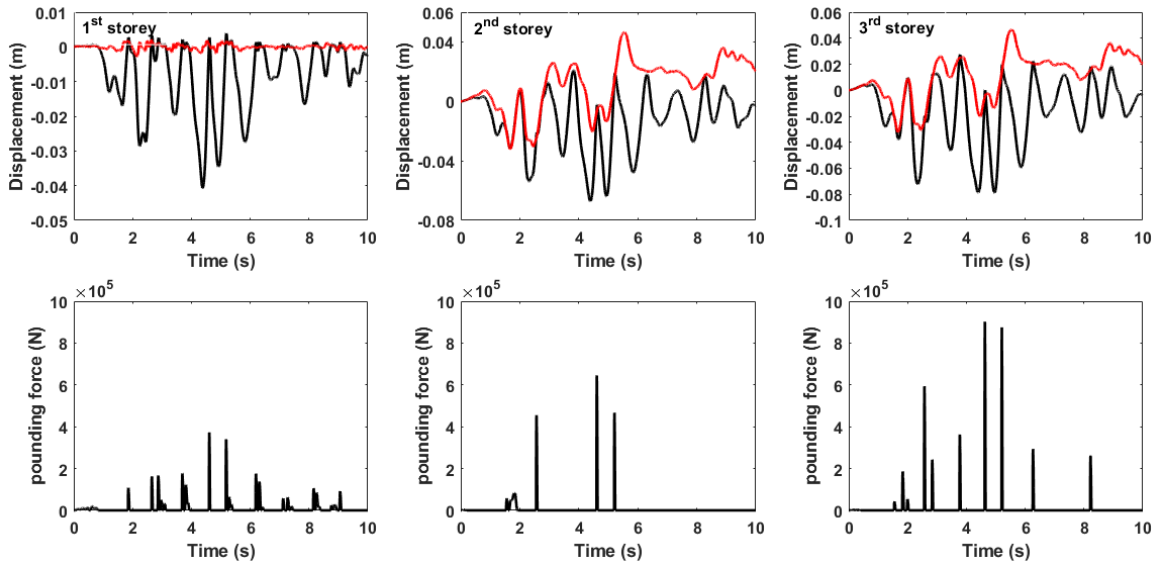 1st storey
Displacement (m)
0.01
0
-0.01
-0.02
-0.03
-0.04
-0.05
0 2 4 6 8 10
Time (s)
2nd storey
Displacement (m)
0.06
0.04
0
-0.04
-0.08
0 2 4 6 8 10
Time (s)
3rd storey
Displacement (m)
0.06
0.04
0.02
0
-0.02
-0.04
-0.06
-0.08
-0.1
0 2 4 6 8 10
Time (s)
×10^5
pounding force (N)
10
8
6
4
2
0
0 2 4 6 8 10
Time (s)
×10^5
pounding force (N)
10
8
6
4
2
0
0 2 4 6 8 10
Time (s)
×10^5
pounding force (N)
10
8
6
4
2
0
0 2 4 6 8 10
Time (s)